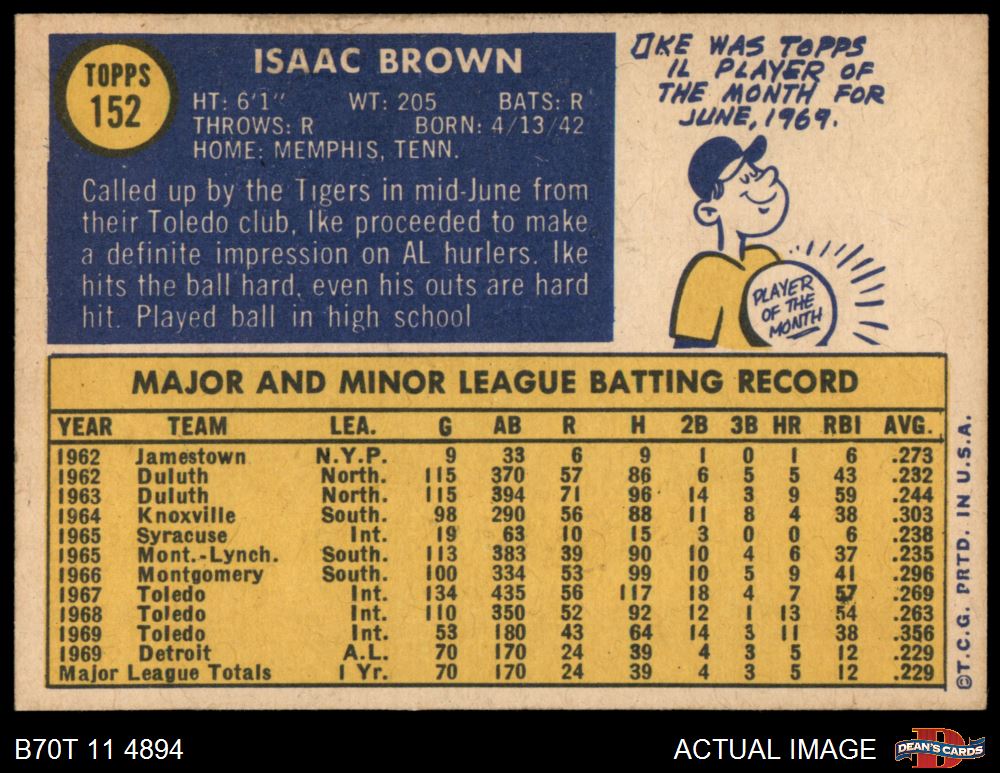 TOPPS
152
ISAAC BROWN
HT: 6'1" WT: 205 BATS: R
THROWS: R BORN: 4/13/42
HOME: MEMPHIS, TENN.
Called up by the Tigers in mid-June from
their Toledo club, Ike proceeded to make
a definite impression on AL hurlers. Ike
hits the ball hard, even his outs are hard
hit. Played ball in high school
IKE WAS TOPPS
IL PLAYER OF
THE MONTH FOR
JUNE, 1969.
PLAYER
OF THE
MONTH
MAJOR AND MINOR LEAGUE BATTING RECORD
YEAR TEAM LEA. G AB R H 2B 3B HR RBI AVG.
1962 Jamestown N.Y.P. 9 33 6 9 1 0 1 6 .273
1962 Duluth North. 115 370 57 86 6 5 5 43 .232
1963 Duluth North. 115 394 71 96 14 3 9 59 .244
1964 Knoxville South. 98 290 56 88 11 8 4 38 .303
1965 Syracuse Int. 19 63 10 15 3 0 0 6 .238
1965 Mont.-Lynch. South. 113 383 39 90 10 4 6 37 .235
1966 Montgomery South. 100 334 53 99 10 5 9 41 .296
1967 Toledo Int. 134 435 56 117 18 4 7 57 .269
1968 Toledo Int. 110 350 52 92 12 1 13 54 .263
1969 Toledo Int. 53 180 43 64 14 3 11 38 .356
1969 Detroit A.L. 70 170 24 39 4 3 5 12 .229
Major League Totals 1 Yr. 70 170 24 39 4 3 5 12 .229
©T.C.G. PRTD. IN U.S.A.
B70T 11 4894
ACTUAL IMAGE
D
DEAN'S CARDS